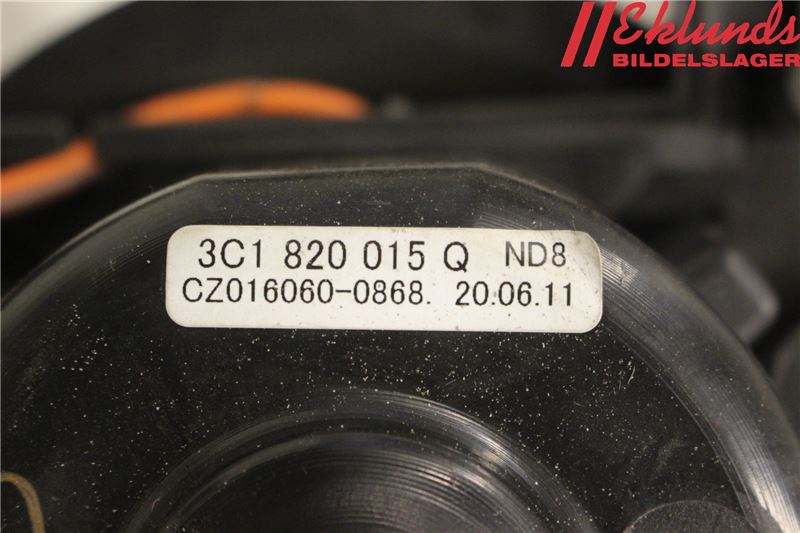 Eklunds
BILDELSLAGER
3C1 820 015 Q ND8
CZ016060-0868. 20.06.11